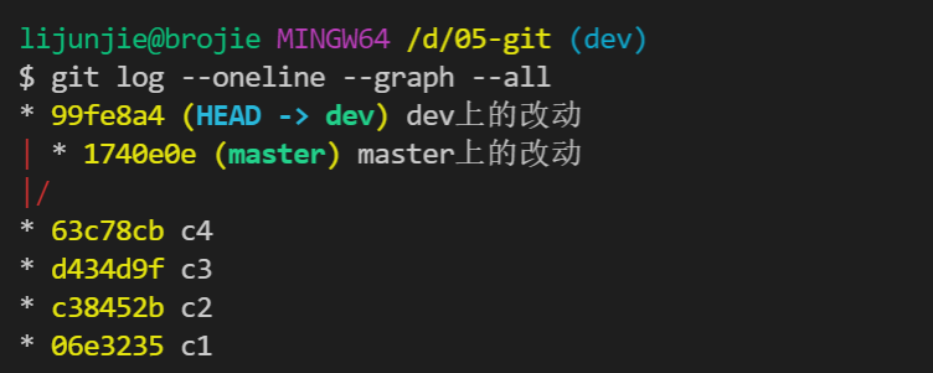 lijunjie@brojie MINGW64 /d/05-git (dev)
$ git log --oneline --graph --all
* 99fe8a4 (HEAD -> dev) dev上的改动
| * 1740e0e (master) master上的改动
|/
* 63c78cb c4
* d434d9f c3
* c38452b c2
* 06e3235 c1